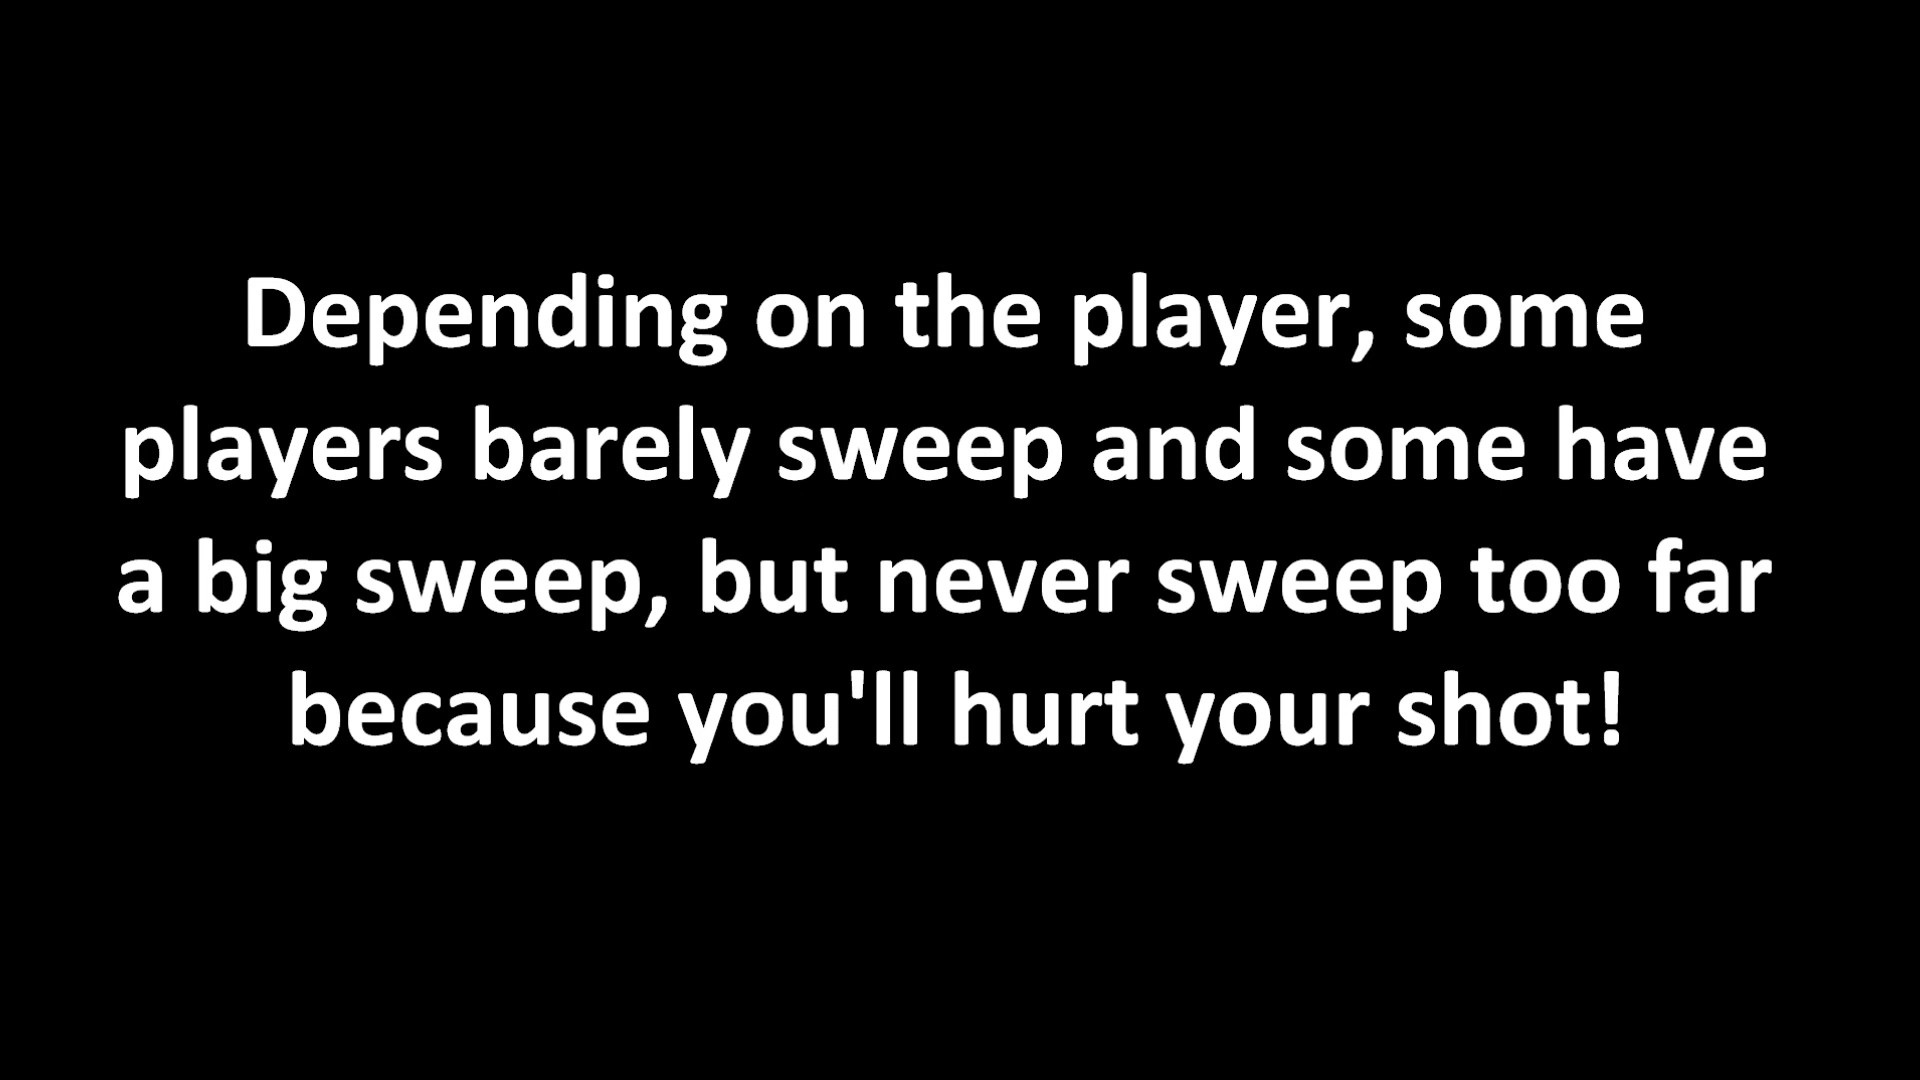 Depending on the player, some
players barely sweep and some have
a big sweep, but never sweep too far
because you'll hurt your shot!